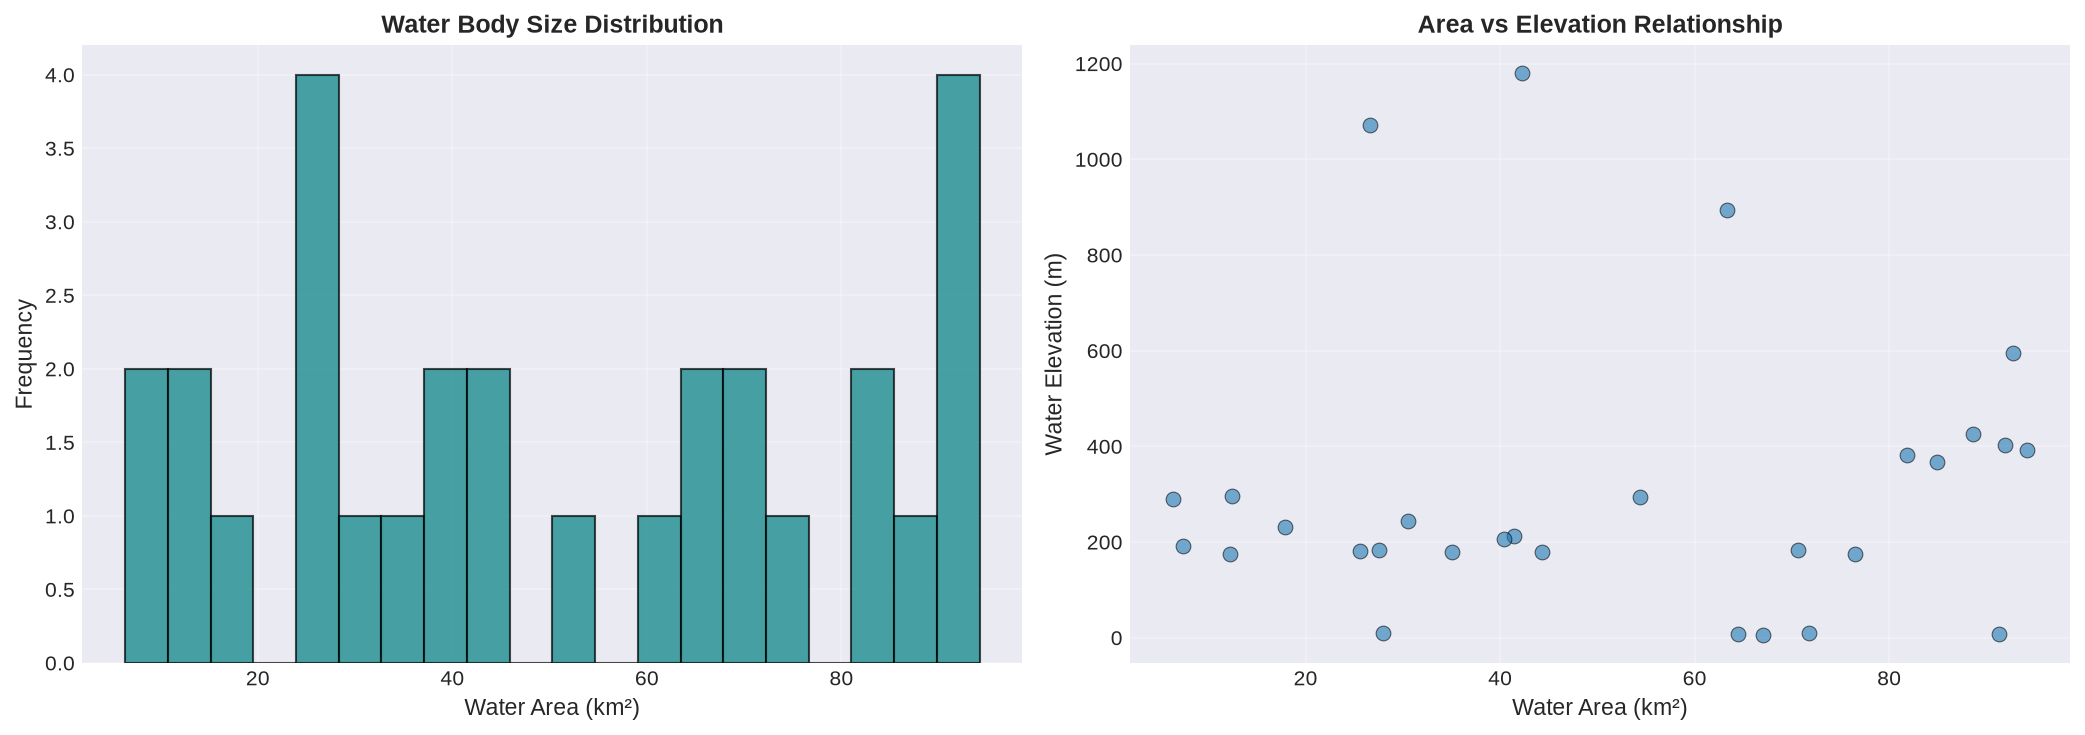 Water Body Size Distribution
4.0
3.5
3.0
2.5
2.0
1.5
1.0
0.5
0.0
Frequency
20 40 60 80
Water Area (km²)
Area vs Elevation Relationship
1200
1000
800
600
400
200
0
Water Elevation (m)
20 40 60 80
Water Area (km²)